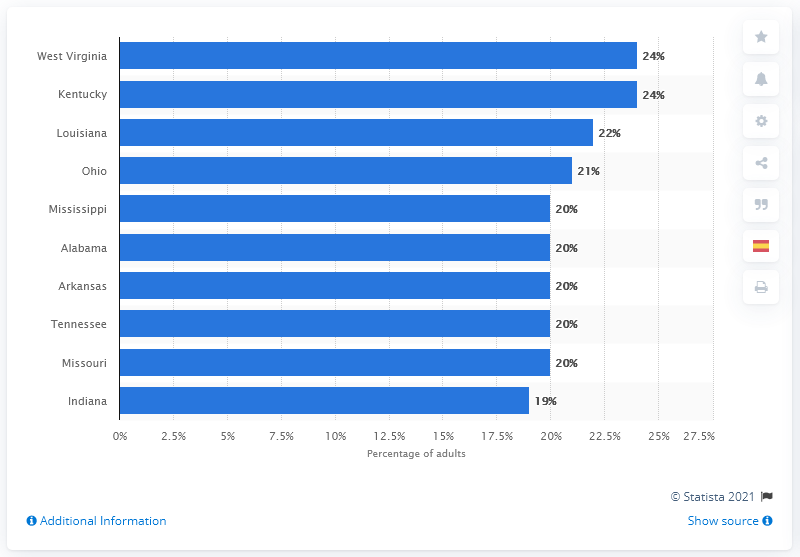 West Virginia 24%
Kentucky 24%
Louisiana 22%
Ohio 21%
Mississippi 20%
Alabama 20%
Arkansas 20%
Tennessee 20%
Missouri 20%
Indiana 19%
0% 2.5% 5% 7.5% 10% 12.5% 15% 17.5% 20% 22.5% 25% 27.5%
Percentage of adults
© Statista 2021
Additional Information Show source